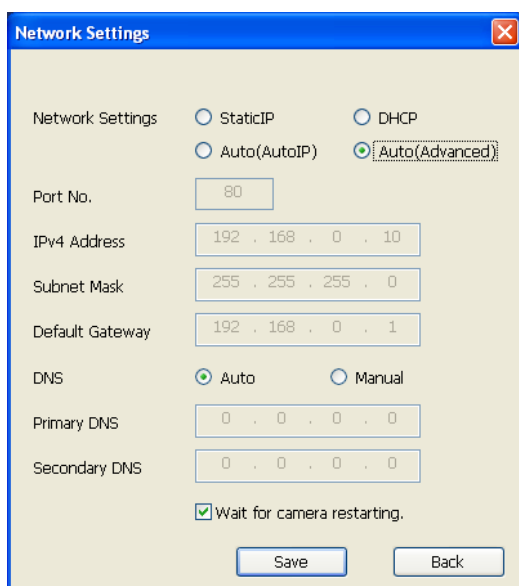 Network Settings
Network Settings StaticIP DHCP
Auto(AutoIP) Auto(Advanced)
Port No. 80
IPv4 Address 192 . 168 . 0 . 10
Subnet Mask 255 . 255 . 255 . 0
Default Gateway 192 . 168 . 0 . 1
DNS Auto Manual
Primary DNS 0 . 0 . 0 . 0
Secondary DNS 0 . 0 . 0 . 0
Wait for camera restarting.
Save Back